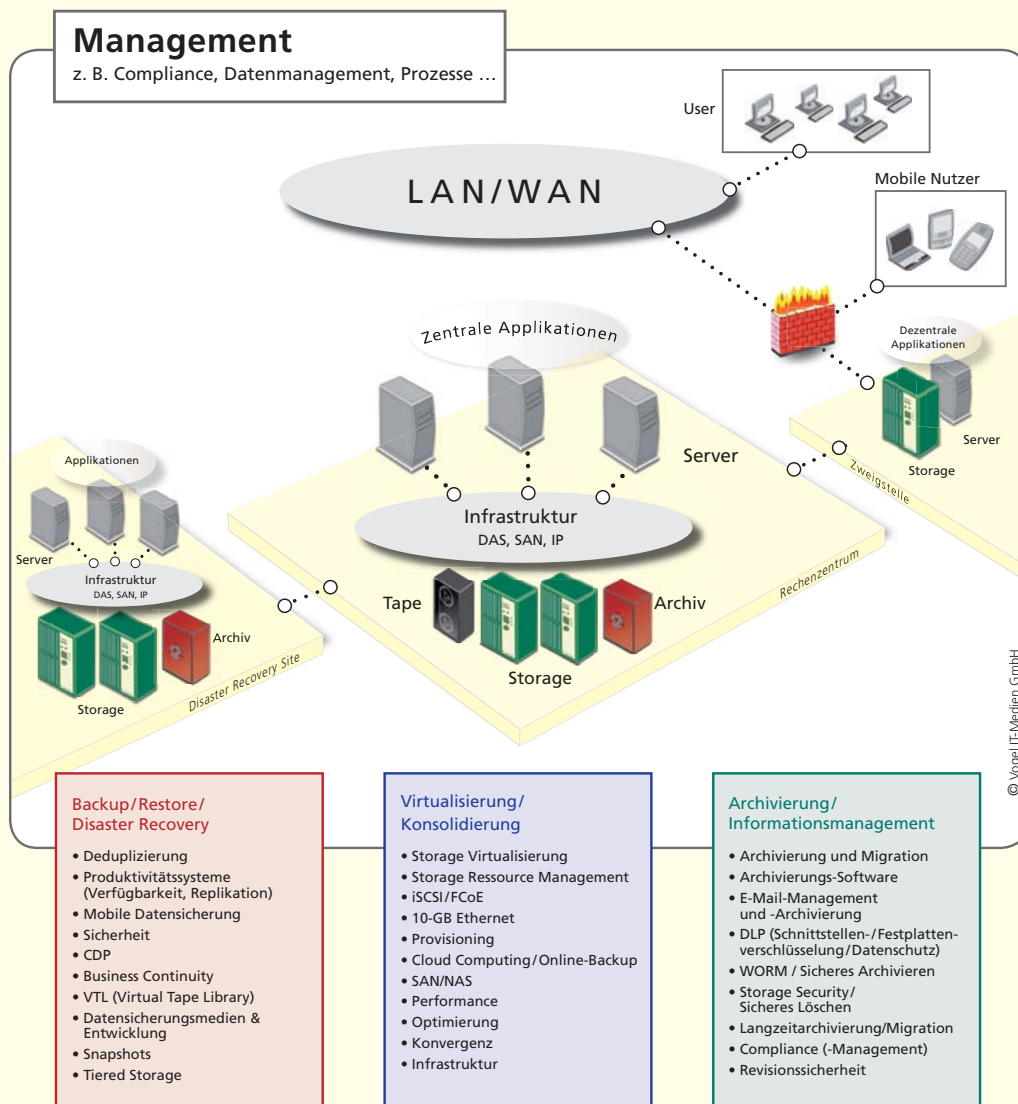 Management
z. B. Compliance, Datenmanagement, Prozesse ...
User
LAN/WAN
Mobile Nutzer
Zentrale Applikationen
Dezentrale
Applikationen
Server
Storage
Zweigstelle
Server
Infrastruktur
DAS, SAN, IP
Tape
Archiv
Storage
Rechenzentrum
Applikationen
Server
Infrastruktur
DAS, SAN, IP
Archiv
Storage
Disaster Recovery Site
© Vogel IT-Medien GmbH
Backup/Restore/
Disaster Recovery
• Deduplizierung
• Produktivitätssysteme
(Verfügbarkeit, Replikation)
• Mobile Datensicherung
• Sicherheit
• CDP
• Business Continuity
• VTL (Virtual Tape Library)
• Datensicherungsmedien &
Entwicklung
• Snapshots
• Tiered Storage
Virtualisierung/
Konsolidierung
• Storage Virtualisierung
• Storage Ressource Management
• iSCSI/FCoE
• 10-GB Ethernet
• Provisioning
• Cloud Computing/Online-Backup
• SAN/NAS
• Performance
• Optimierung
• Konvergenz
• Infrastruktur
Archivierung/
Informationsmanagement
• Archivierung und Migration
• Archivierungs-Software
• E-Mail-Management
und -Archivierung
• DLP (Schnittstellen-/Festplatten-
verschlüsselung/Datenschutz)
• WORM / Sicheres Archivieren
• Storage Security/
Sicheres Löschen
• Langzeitarchivierung/Migration
• Compliance (-Management)
• Revisionssicherheit